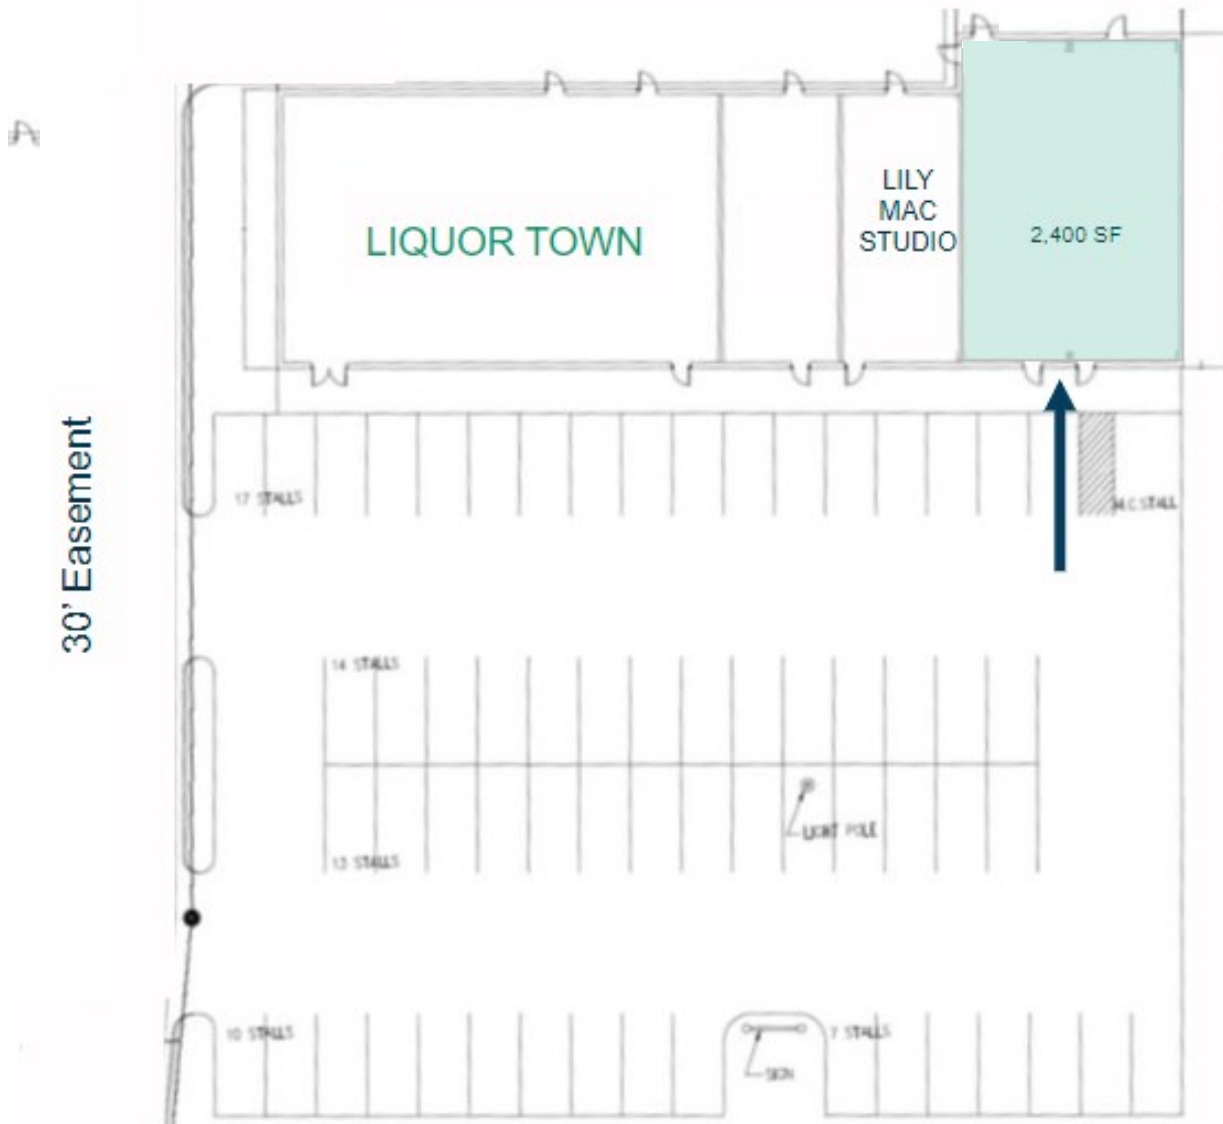 LILY
MAC
STUDIO
LIQUOR TOWN
2,400 SF
30' Easement
17 STALLS
H.C.STALL
14 STALLS
LIGHT POLE
13 STALLS
10 STALLS
7 STALLS
SIGN